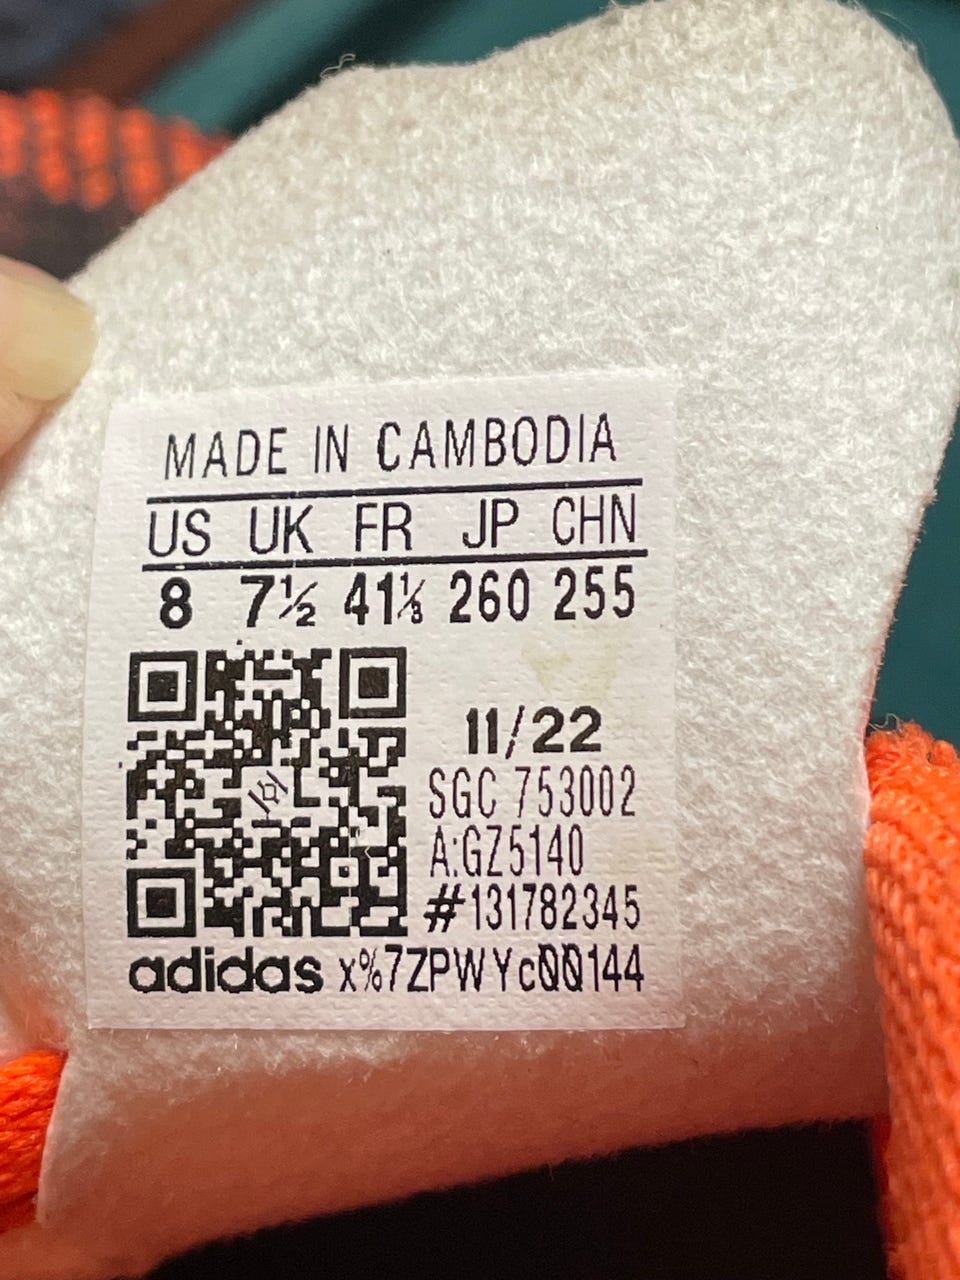 MADE IN CAMBODIA
US UK FR JP CHN
8 7½ 41⅓ 260 255
11/22
SGC 753002
A:GZ5140
#131782345
adidas x%7ZPWYc00144